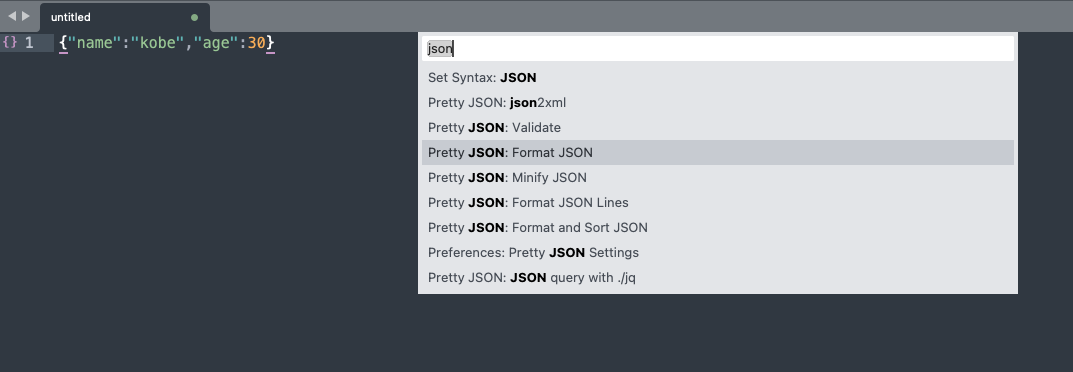 untitled
{} 1 {"name":"kobe","age":30}
json
Set Syntax: JSON
Pretty JSON: json2xml
Pretty JSON: Validate
Pretty JSON: Format JSON
Pretty JSON: Minify JSON
Pretty JSON: Format JSON Lines
Pretty JSON: Format and Sort JSON
Preferences: Pretty JSON Settings
Pretty JSON: JSON query with ./jq